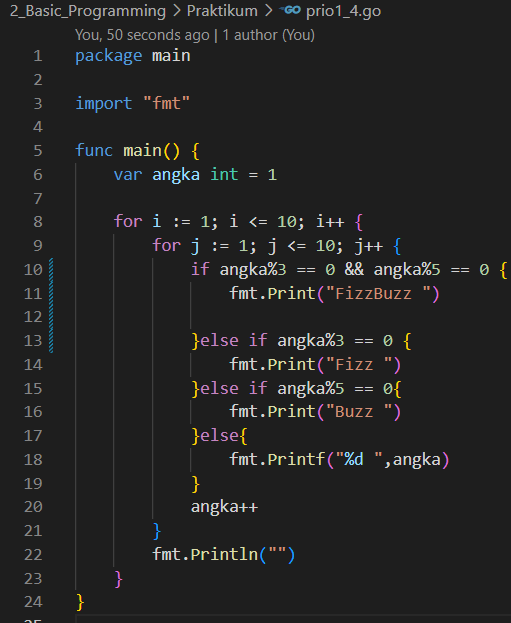 2_Basic_Programming > Praktikum > prio1_4.go
You, 50 seconds ago | 1 author (You)
1 package main
2
3 import "fmt"
4
5 func main() {
6     var angka int = 1
7
8     for i := 1; i <= 10; i++ {
9         for j := 1; j <= 10; j++ {
10             if angka%3 == 0 && angka%5 == 0 {
11                 fmt.Print("FizzBuzz ")
12
13             }else if angka%3 == 0 {
14                 fmt.Print("Fizz ")
15             }else if angka%5 == 0{
16                 fmt.Print("Buzz ")
17             }else{
18                 fmt.Printf("%d ",angka)
19             }
20             angka++
21         }
22         fmt.Println("")
23     }
24 }
25